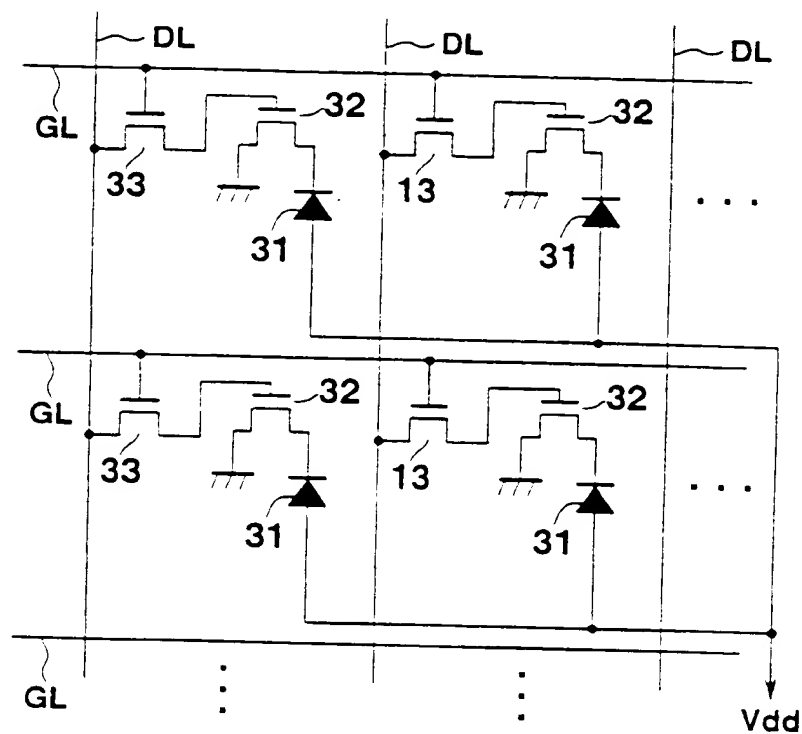 DL DL DL
GL
33 32 13 32
31 31
. . .
GL
33 32 13 32
31 31
. . .
GL
Vdd